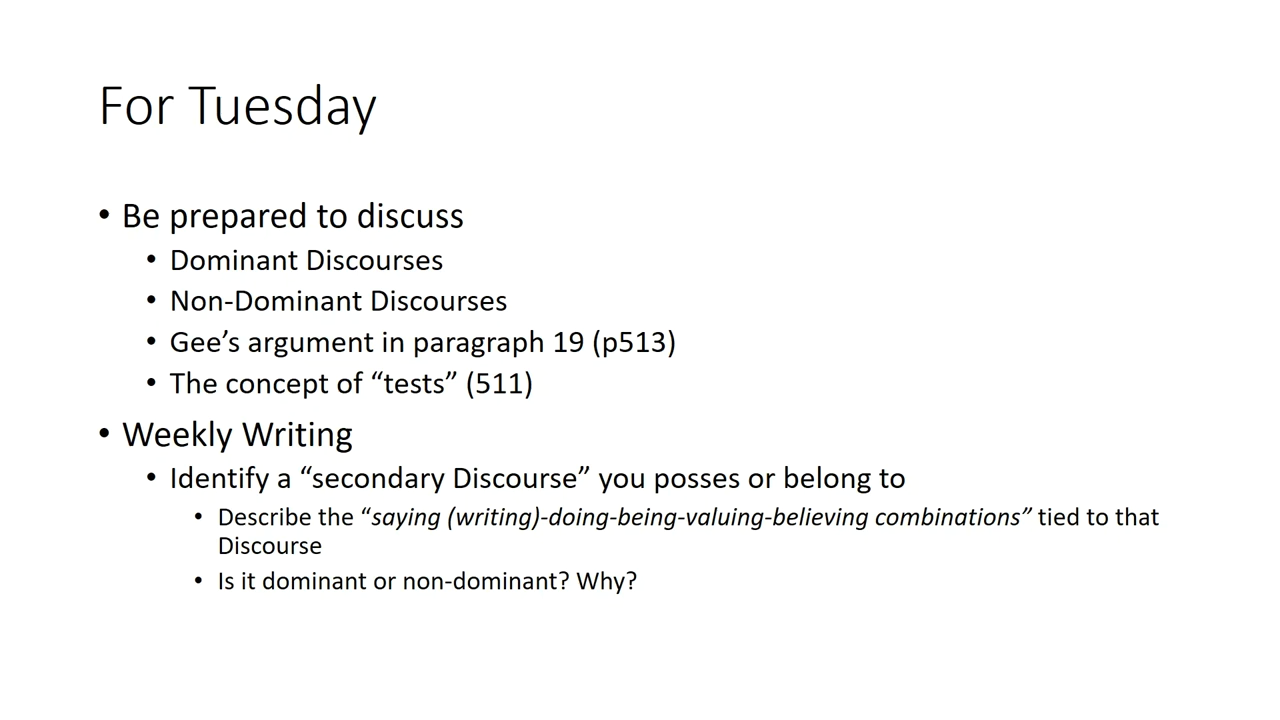 For Tuesday
• Be prepared to discuss
• Dominant Discourses
• Non-Dominant Discourses
• Gee’s argument in paragraph 19 (p513)
• The concept of “tests” (511)
• Weekly Writing
• Identify a “secondary Discourse” you posses or belong to
• Describe the “saying (writing)-doing-being-valuing-believing combinations” tied to that
Discourse
• Is it dominant or non-dominant? Why?